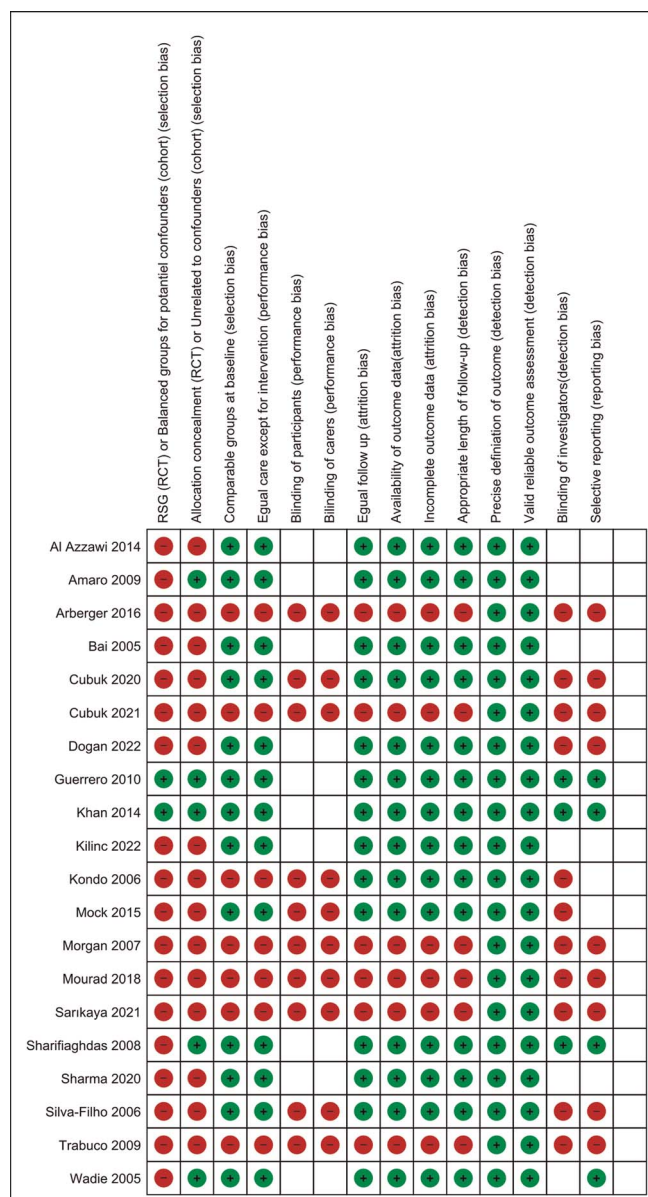 RSG (RCT) or Balanced groups for potantiel confounders (cohort) (selection bias)
Allocation concealment (RCT) or Unrelated to confounders (cohort) (selection bias)
Comparable groups at baseline (selection bias)
Egual care except for intervention (performance bias)
Blinding of participants (performance bias)
Bilinding of carers (performance bias)
Egual follow up (attrition bias)
Availability of outcome data(attrition bias)
Incomplete outcome data (attrition bias)
Appropriate length of follow-up (detection bias)
Precise definiation of outcome (detection bias)
Valid reliable outcome assessment (detection bias)
Blinding of investigators(detection bias)
Selective reporting (reporting bias)
Al Azzawi 2014 − − + + + + + + + +
Amaro 2009 − + + + + + + + + +
Arberger 2016 − − − − − − − − − − + + − −
Bai 2005 − − + + + + + + + +
Cubuk 2020 − − + + − − + + + + + + − −
Cubuk 2021 − − − − − − − − − − + + − −
Dogan 2022 − − + + + + + + + + − −
Guerrero 2010 + + + + + + + + + + + +
Khan 2014 + + + + + + + + + + + +
Kilinc 2022 − − + + + + + + + +
Kondo 2006 − − − − − − + + + + + + −
Mock 2015 − − + + − − + + + + + + −
Morgan 2007 − − − − − − − − − − + + − −
Mourad 2018 − − − − − − − − − − + + − −
Sarıkaya 2021 − − − − − − − − − − + + − −
Sharifiaghdas 2008 − + + + + + + + + + + +
Sharma 2020 − − + + + + + + + +
Silva-Filho 2006 − − + + − − + + + + + + − −
Trabuco 2009 − − − − − − − − − − + + − −
Wadie 2005 − + + + + + + + + + +